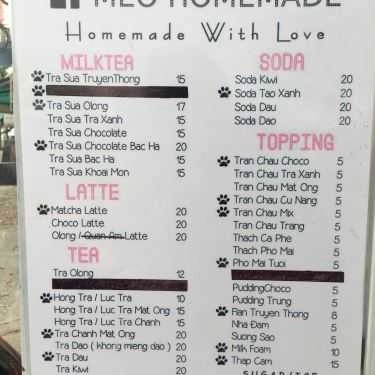 MEO HOMEMADE
Homemade With Love
MILKTEA
Tra Sua TruyenThong 15
Tra Sua Olong 17
Tra Sua Tra Xanh 15
Tra Sua Chocolate 15
Tra Sua Chocolate Bac Ha 20
Tra Sua Bac Ha 15
Tra Sua Khoai Mon 15
LATTE
Matcha Latte 20
Choco Latte 20
Olong / Quan Am Latte 20
TEA
Tra Olong 12
Hong Tra / Luc Tra 10
Hong Tra / Luc Tra Mat Ong 15
Hong Tra / Luc Tra Chanh 15
Tra Chanh Mat Ong 20
Tra Dao ( khong mieng dao ) 20
Tra Dau 20
Tra Kiwi 20
SODA
Soda Kiwi 20
Soda Tao Xanh 20
Soda Dau 20
Soda Dao 20
TOPPING
Tran Chau Choco 5
Tran Chau Tra Xanh 5
Tran Chau Mat Ong 5
Tran Chau Cu Nang 5
Tran Chau Mix 5
Tran Chau Trang 5
Thach Ca Phe 5
Thach Pho Mai 5
Pho Mai Tuoi 5
PuddingChoco 5
Pudding Trung 5
Flan Truyen Thong 8
Nha Dam 5
Suong Sao 5
Milk Foam 10
Thap Cam 15
SUGAR/ICE